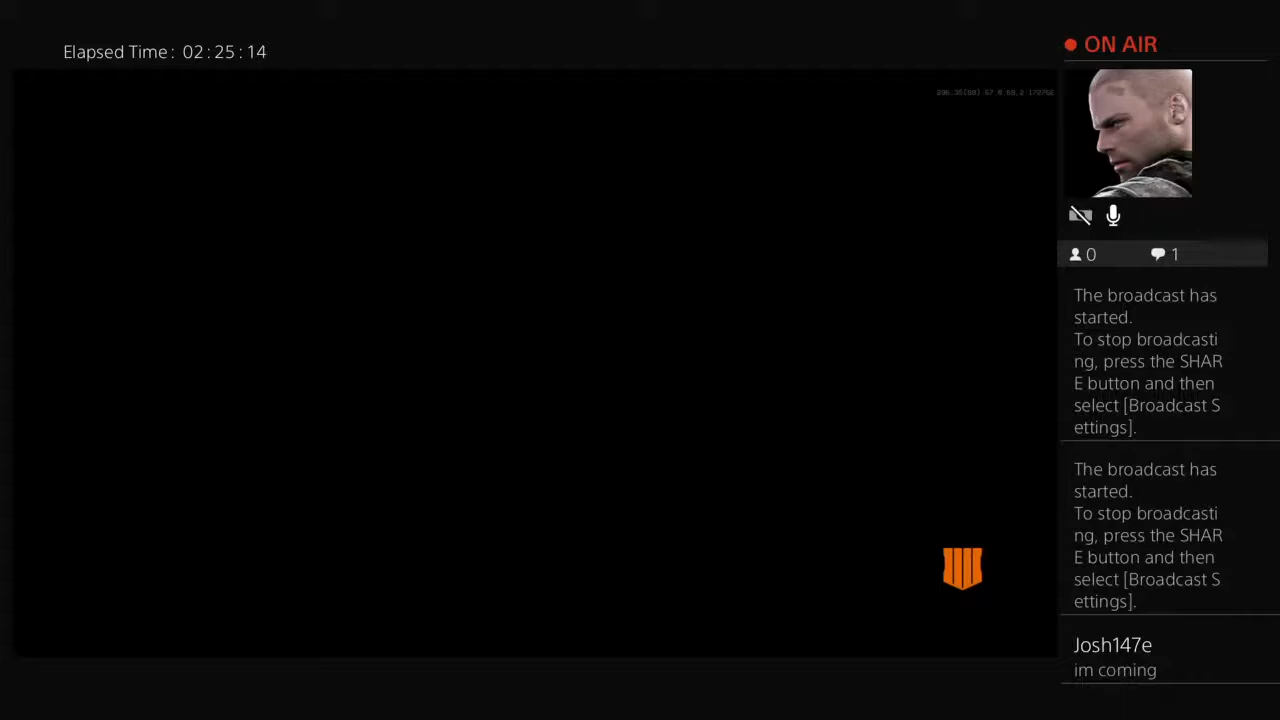 Elapsed Time: 02:25:14
ON AIR
0 1
The broadcast has
started.
To stop broadcasti
ng, press the SHAR
E button and then
select [Broadcast S
ettings].
The broadcast has
started.
To stop broadcasti
ng, press the SHAR
E button and then
select [Broadcast S
ettings].
Josh147e
im coming